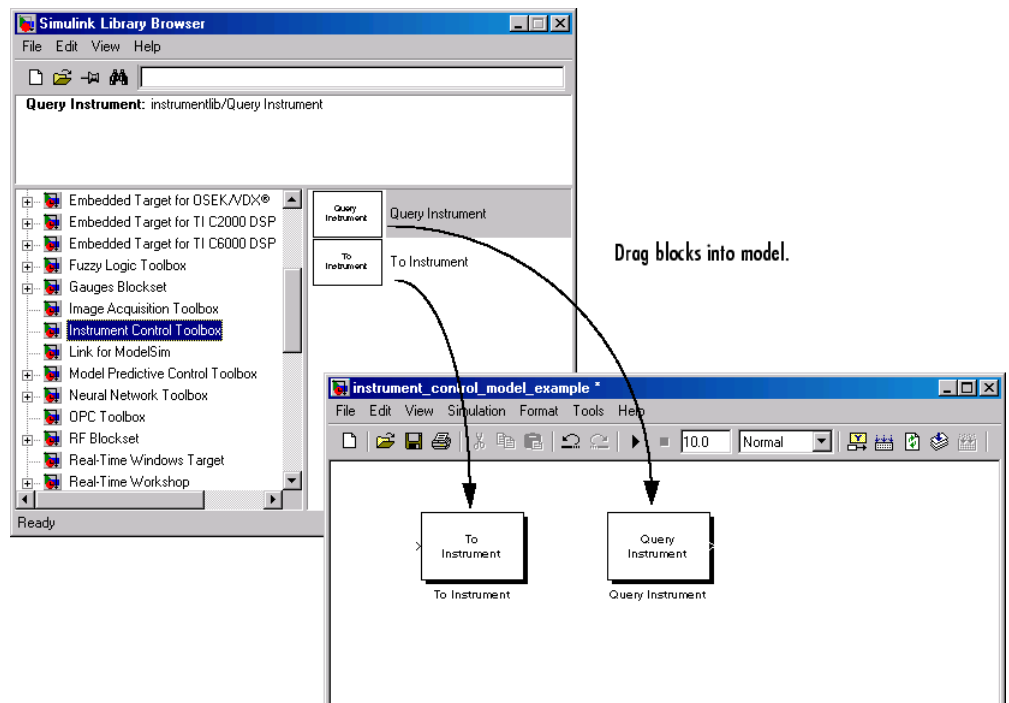 Simulink Library Browser
File Edit View Help
Query Instrument: instrumentlib/Query Instrument
Embedded Target for OSEK/VDX®
Embedded Target for TI C2000 DSP
Embedded Target for TI C6000 DSP
Fuzzy Logic Toolbox
Gauges Blockset
Image Acquisition Toolbox
Instrument Control Toolbox
Link for ModelSim
Model Predictive Control Toolbox
Neural Network Toolbox
OPC Toolbox
RF Blockset
Real-Time Windows Target
Real-Time Workshop
Ready
Query
Instrument
Query Instrument
To
Instrument
To Instrument
Drag blocks into model.
instrument_control_model_example *
File Edit View Simulation Format Tools Help
10.0 Normal
To
Instrument
To Instrument
Query
Instrument
Query Instrument